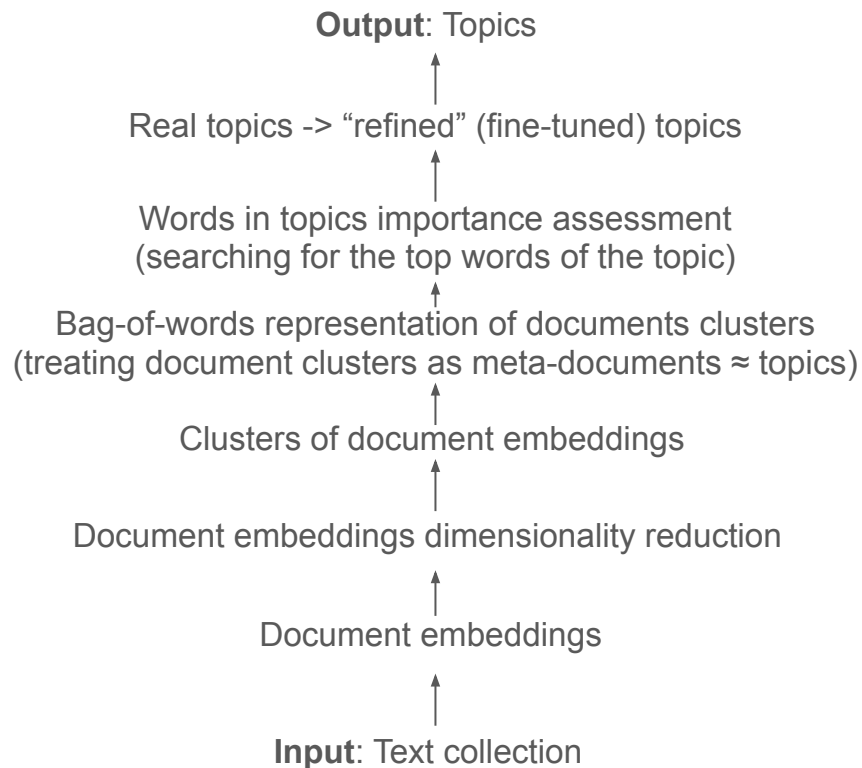 Output: Topics
Real topics -> “refined” (fine-tuned) topics
Words in topics importance assessment
(searching for the top words of the topic)
Bag-of-words representation of documents clusters
(treating document clusters as meta-documents ≈ topics)
Clusters of document embeddings
Document embeddings dimensionality reduction
Document embeddings
Input: Text collection